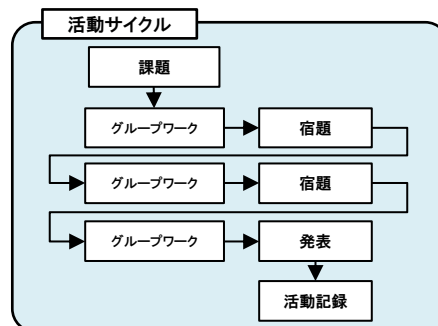 活動サイクル
課題
グループワーク
宿題
グループワーク
宿題
グループワーク
発表
活動記録